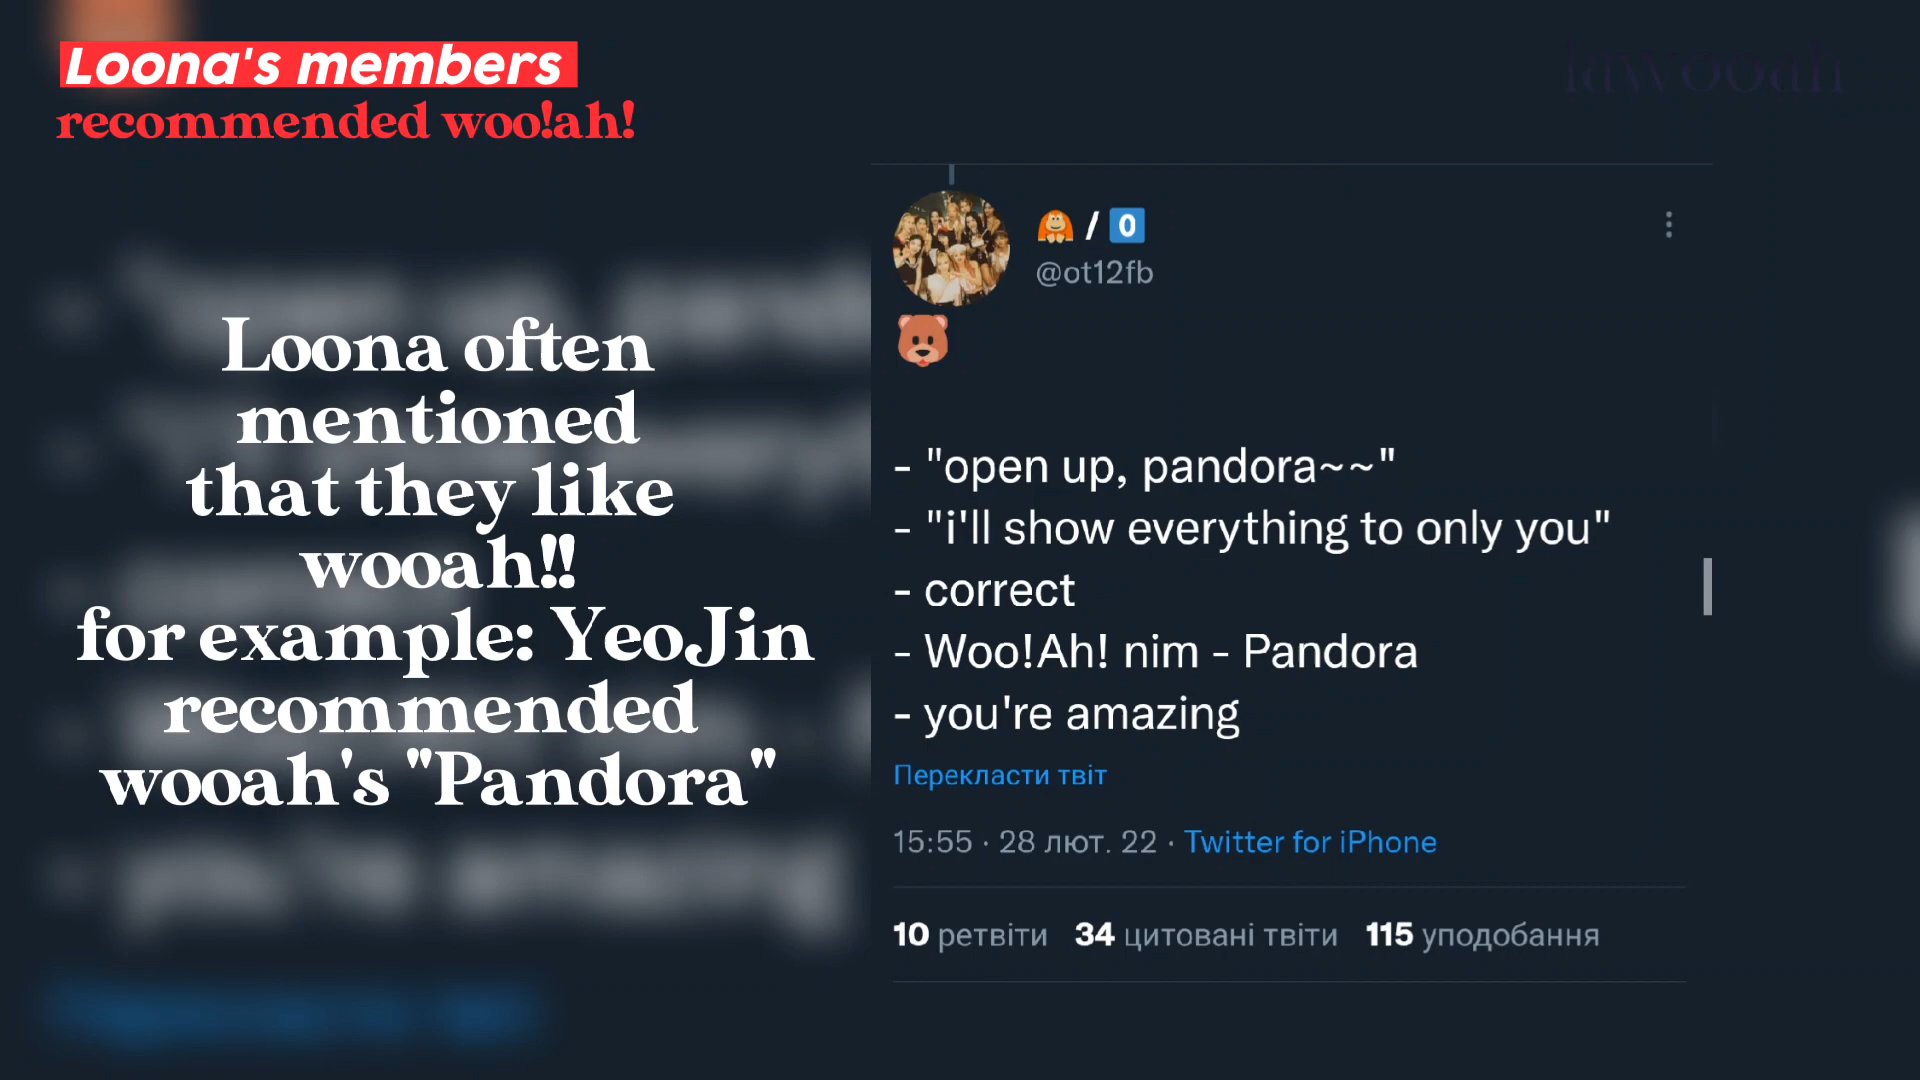 Loona's members
recommended woo!ah!
iawooah
Loona often
mentioned
that they like
wooah!!
for example: YeoJin
recommended
wooah's "Pandora"
/ 0
@ot12fb
- "open up, pandora~~"
- "i'll show everything to only you"
- correct
- Woo!Ah! nim - Pandora
- you're amazing
Перекласти твіт
15:55 · 28 лют. 22 · Twitter for iPhone
10 ретвіти 34 цитовані твіти 115 уподобання